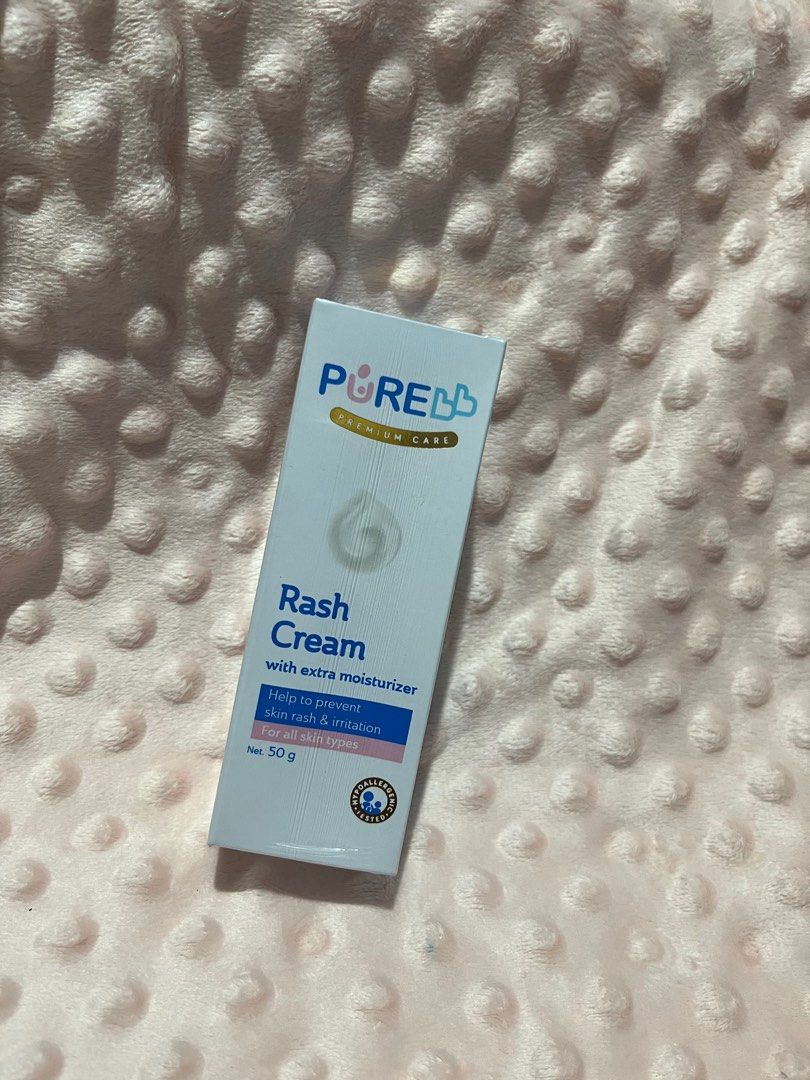 PUREBB
PREMIUM CARE
Rash
Cream
with extra moisturizer
Help to prevent
skin rash & irritation
For all skin types
Net. 50 g
HYPOALLERGENIC
TESTED